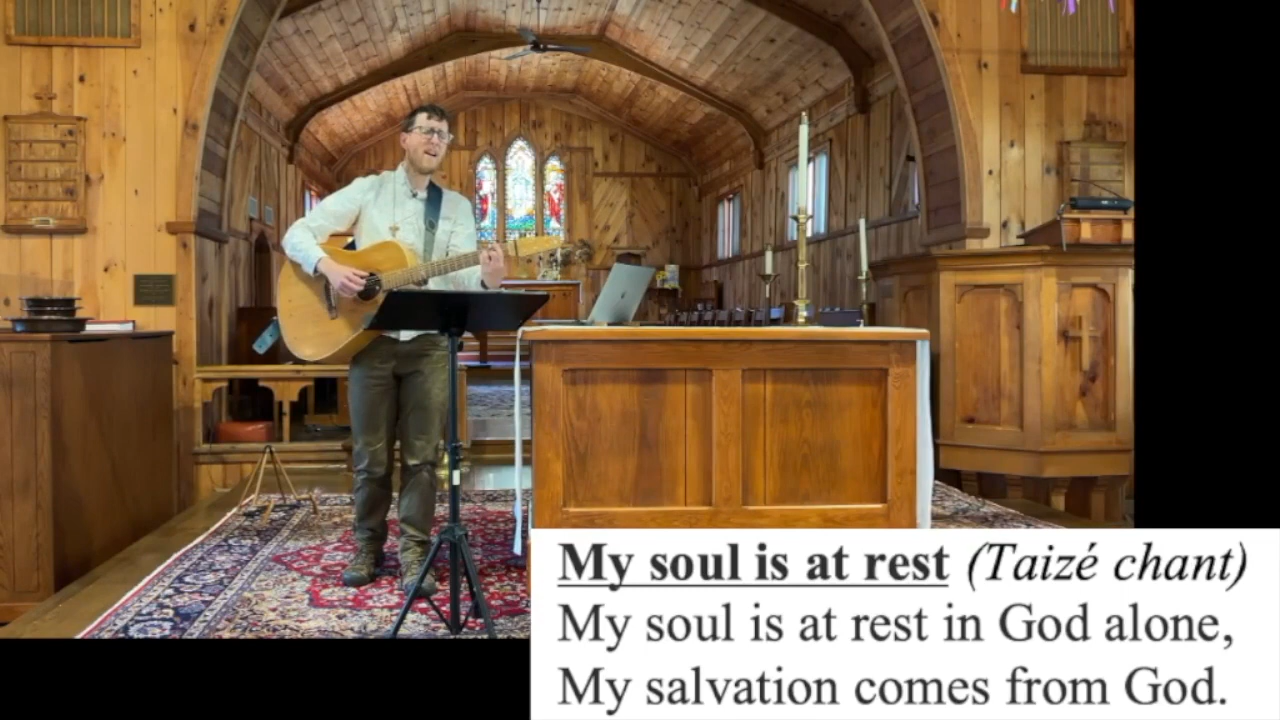 My soul is at rest (Taizé chant)
My soul is at rest in God alone,
My salvation comes from God.